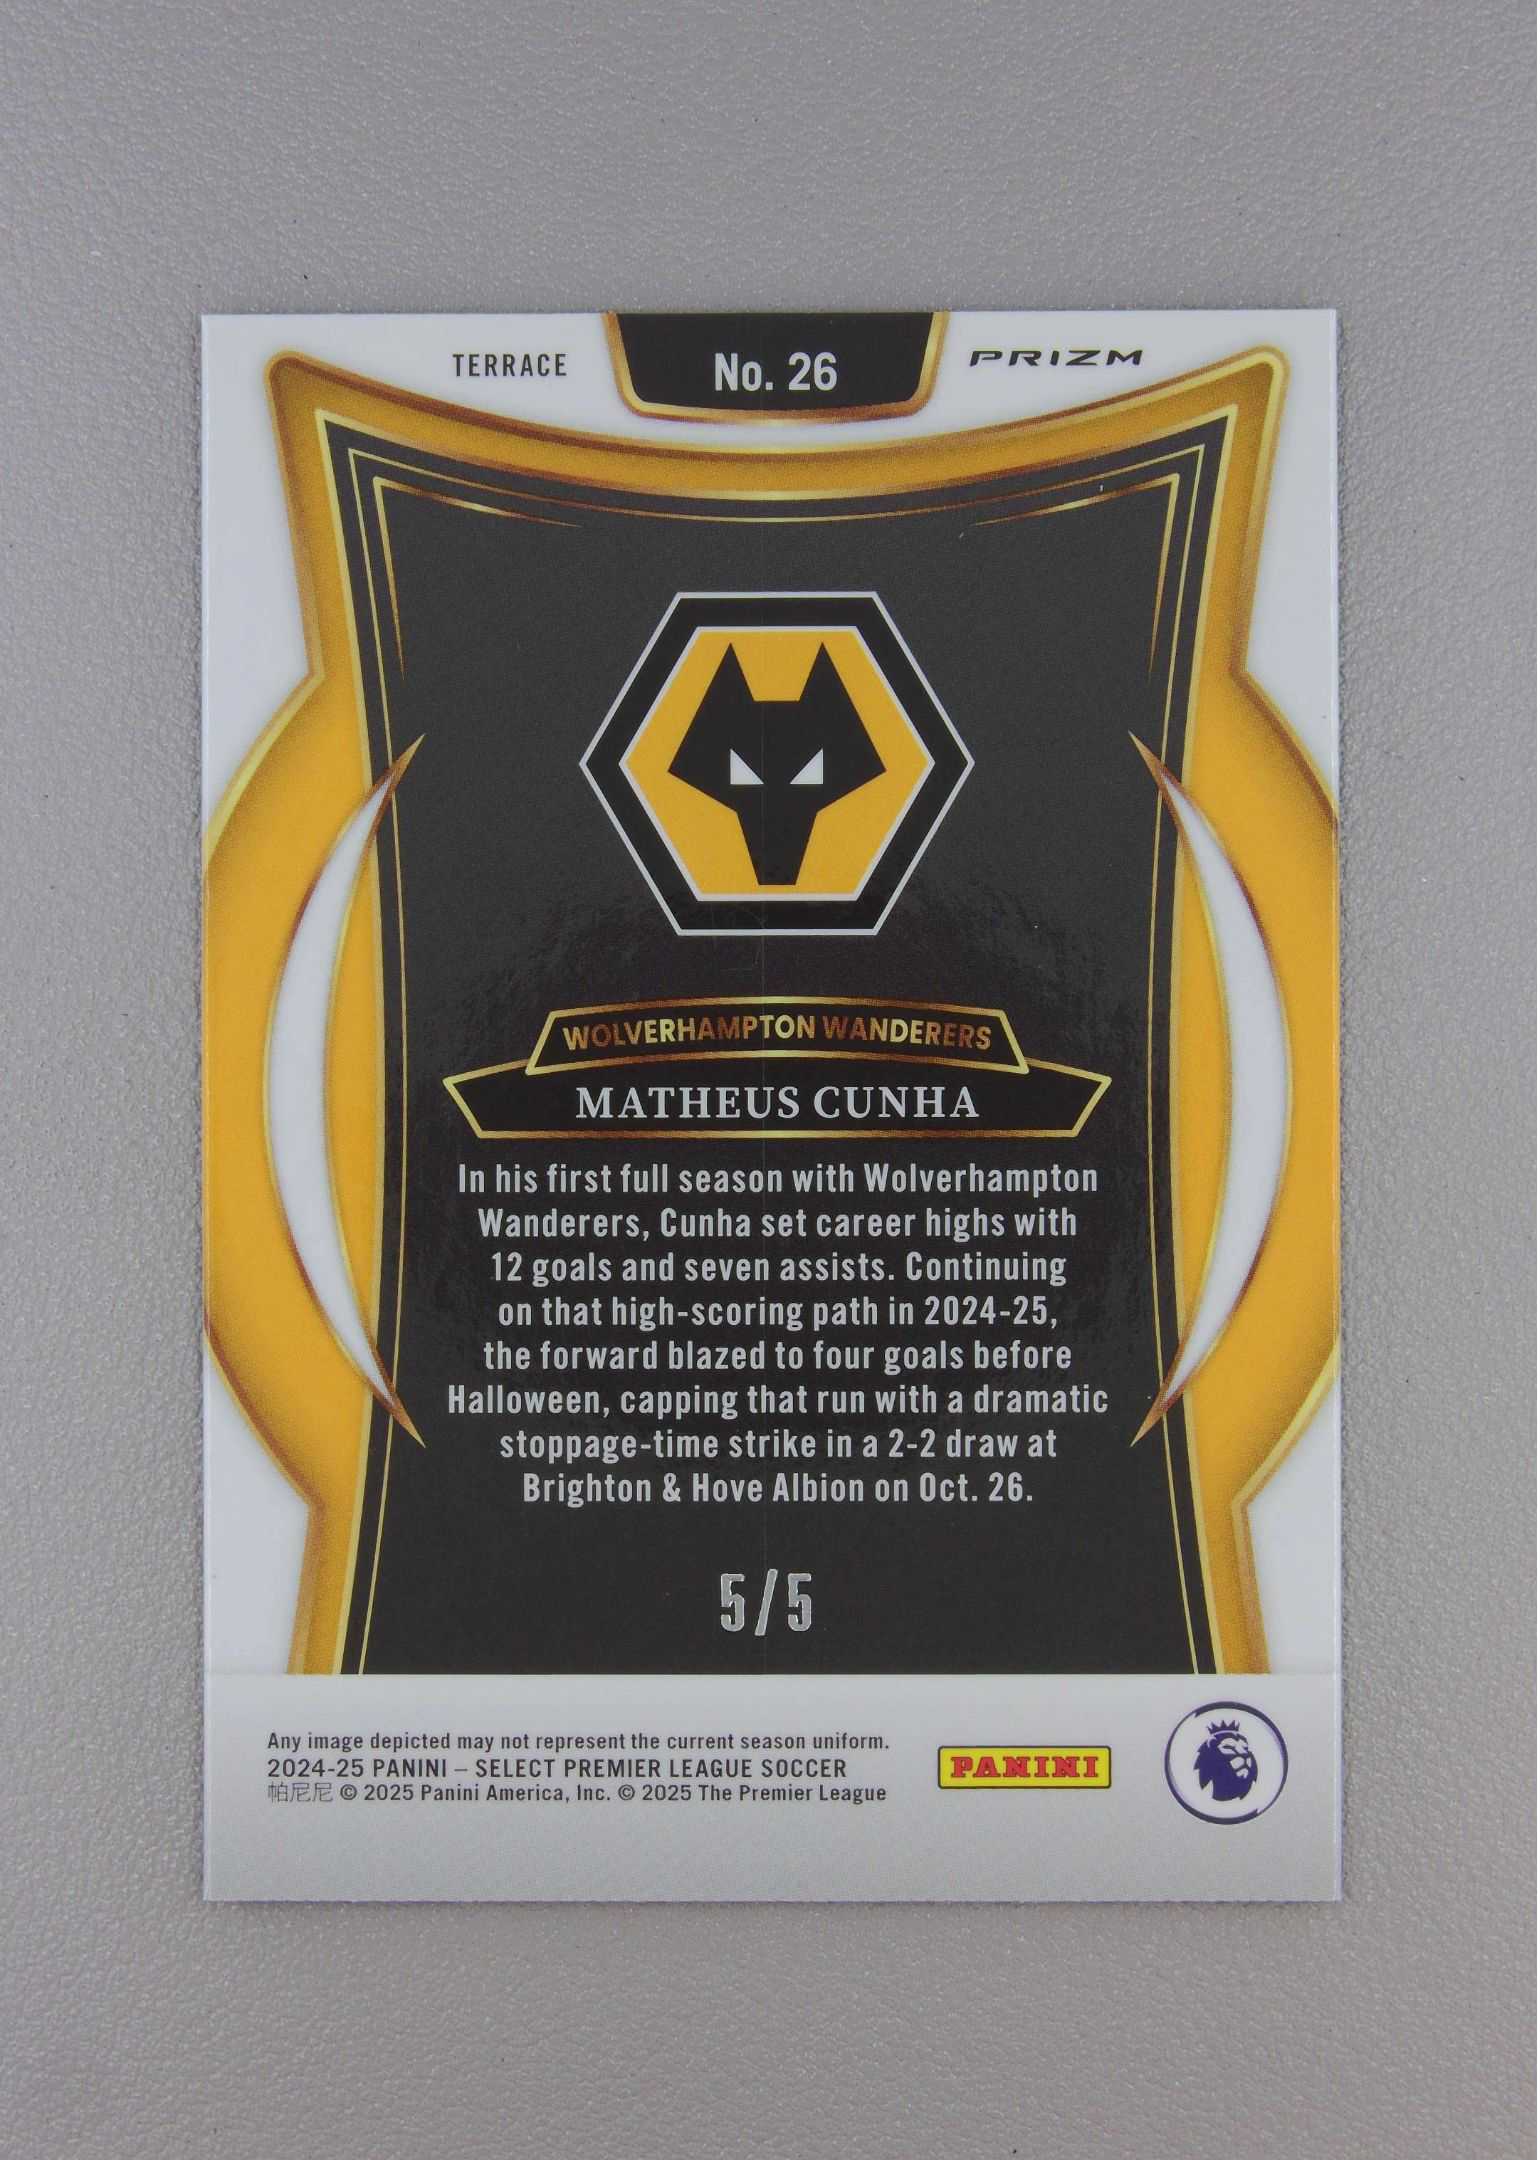 TERRACE
No. 26
PRIZM
WOLVERHAMPTON WANDERERS
MATHEUS CUNHA
In his first full season with Wolverhampton
Wanderers, Cunha set career highs with
12 goals and seven assists. Continuing
on that high-scoring path in 2024-25,
the forward blazed to four goals before
Halloween, capping that run with a dramatic
stoppage-time strike in a 2-2 draw at
Brighton & Hove Albion on Oct. 26.
5/5
Any image depicted may not represent the current season uniform.
2024-25 PANINI – SELECT PREMIER LEAGUE SOCCER
帕尼尼 © 2025 Panini America, Inc. © 2025 The Premier League
PANINI